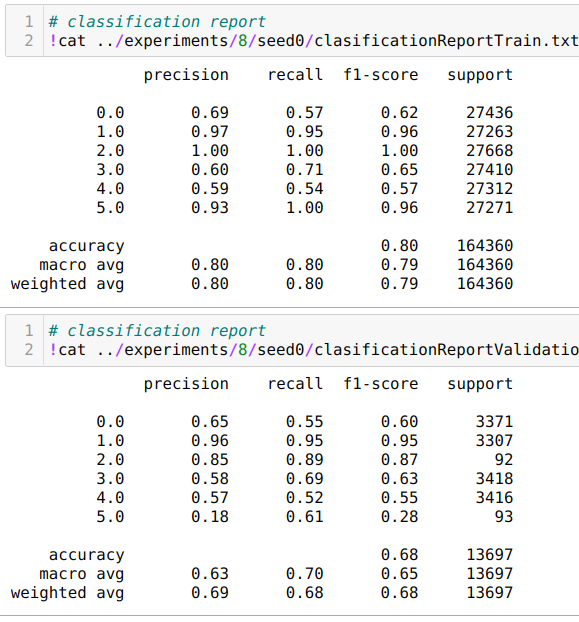 1 # classification report
2 !cat ../experiments/8/seed0/clasificationReportTrain.txt
precision recall f1-score support
0.0 0.69 0.57 0.62 27436
1.0 0.97 0.95 0.96 27263
2.0 1.00 1.00 1.00 27668
3.0 0.60 0.71 0.65 27410
4.0 0.59 0.54 0.57 27312
5.0 0.93 1.00 0.96 27271
accuracy 0.80 164360
macro avg 0.80 0.80 0.79 164360
weighted avg 0.80 0.80 0.79 164360
1 # classification report
2 !cat ../experiments/8/seed0/clasificationReportValidatio
precision recall f1-score support
0.0 0.65 0.55 0.60 3371
1.0 0.96 0.95 0.95 3307
2.0 0.85 0.89 0.87 92
3.0 0.58 0.69 0.63 3418
4.0 0.57 0.52 0.55 3416
5.0 0.18 0.61 0.28 93
accuracy 0.68 13697
macro avg 0.63 0.70 0.65 13697
weighted avg 0.69 0.68 0.68 13697